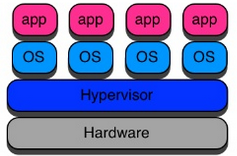 app app app app
OS OS OS OS
Hypervisor
Hardware